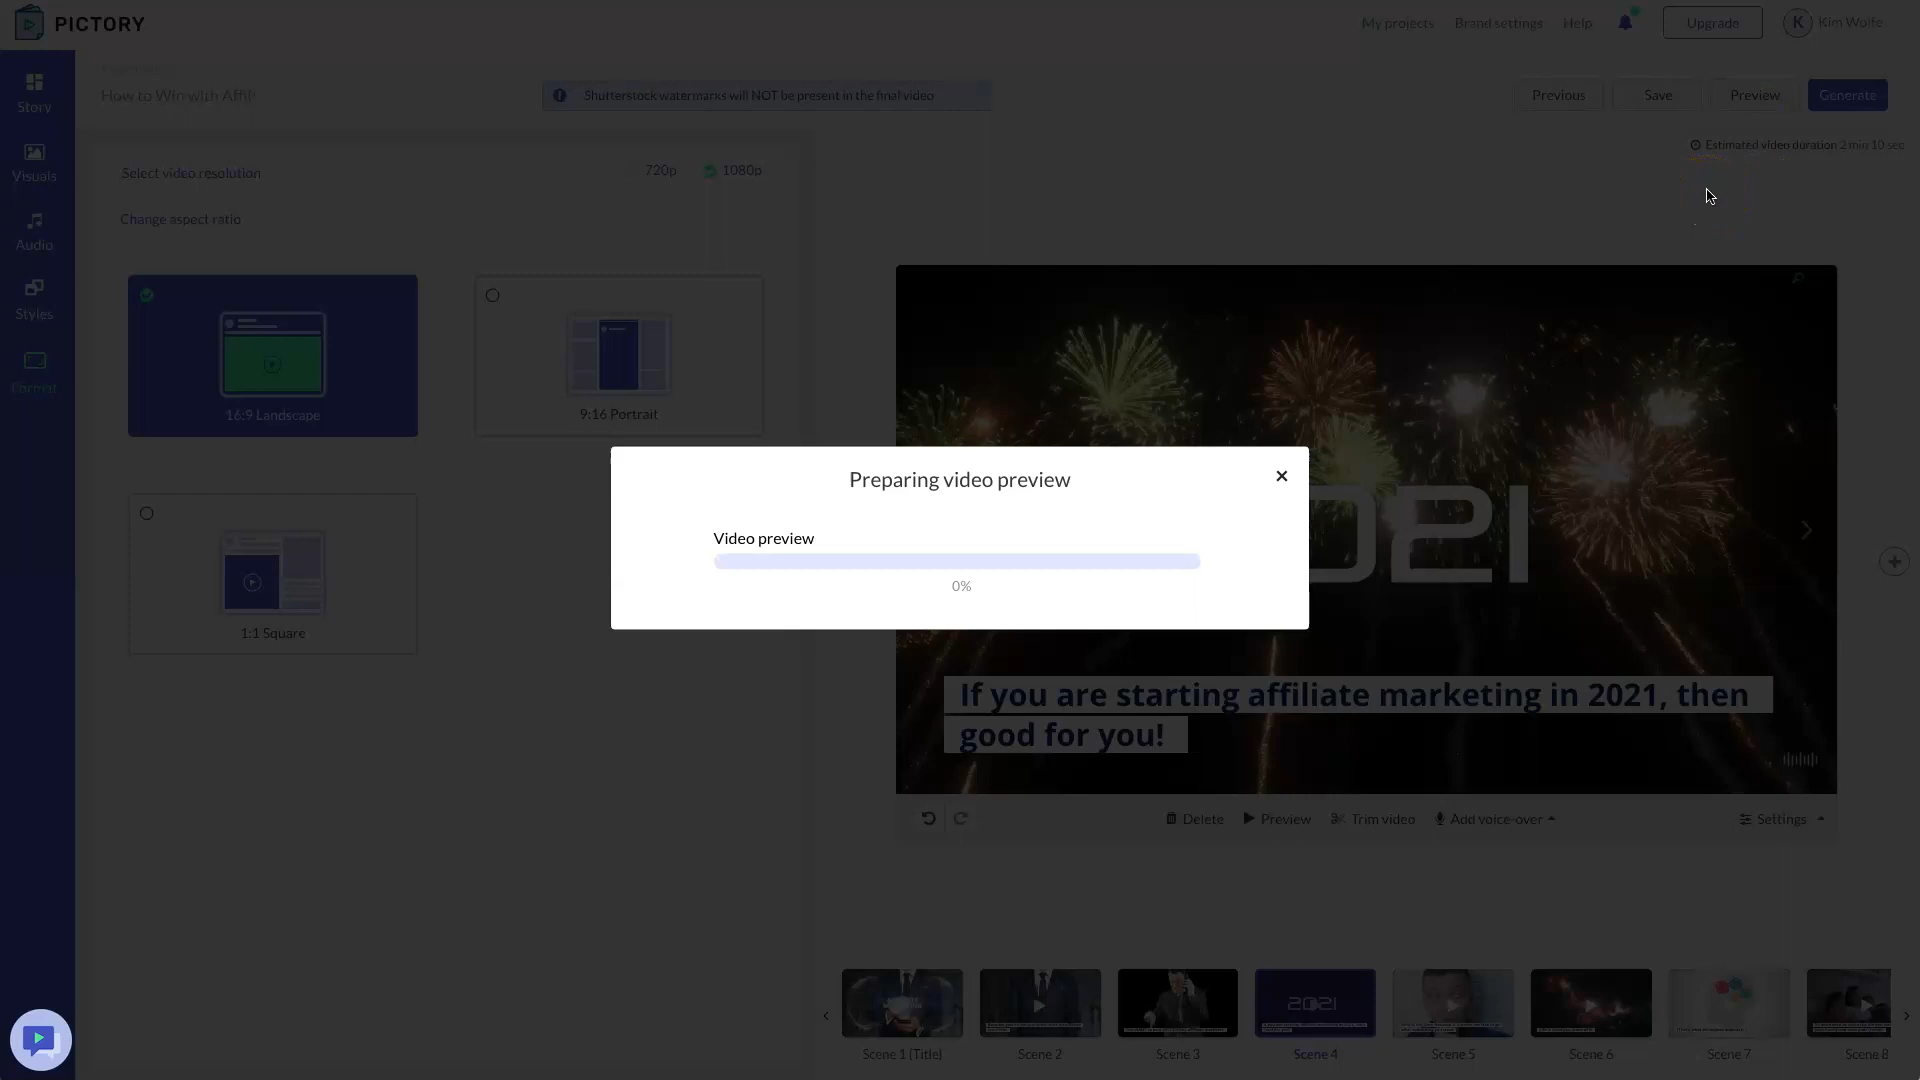 PICTORY
My projects
Brand settings
Help
Upgrade
K
Kim Wolfe
Story
Visuals
Audio
Styles
Format
How to Win with Affili
Shutterstock watermarks will NOT be present in the final video
Previous
Save
Preview
Generate
Estimated video duration 2 min 10 sec
Select video resolution
720p
1080p
Change aspect ratio
16:9 Landscape
9:16 Portrait
1:1 Square
Preparing video preview
Video preview
0%
021
If you are starting affiliate marketing in 2021, then
good for you!
Delete
Preview
Trim video
Add voice-over
Settings
2021
Scene 1 (Title)
Scene 2
Scene 3
Scene 4
Scene 5
Scene 6
Scene 7
Scene 8